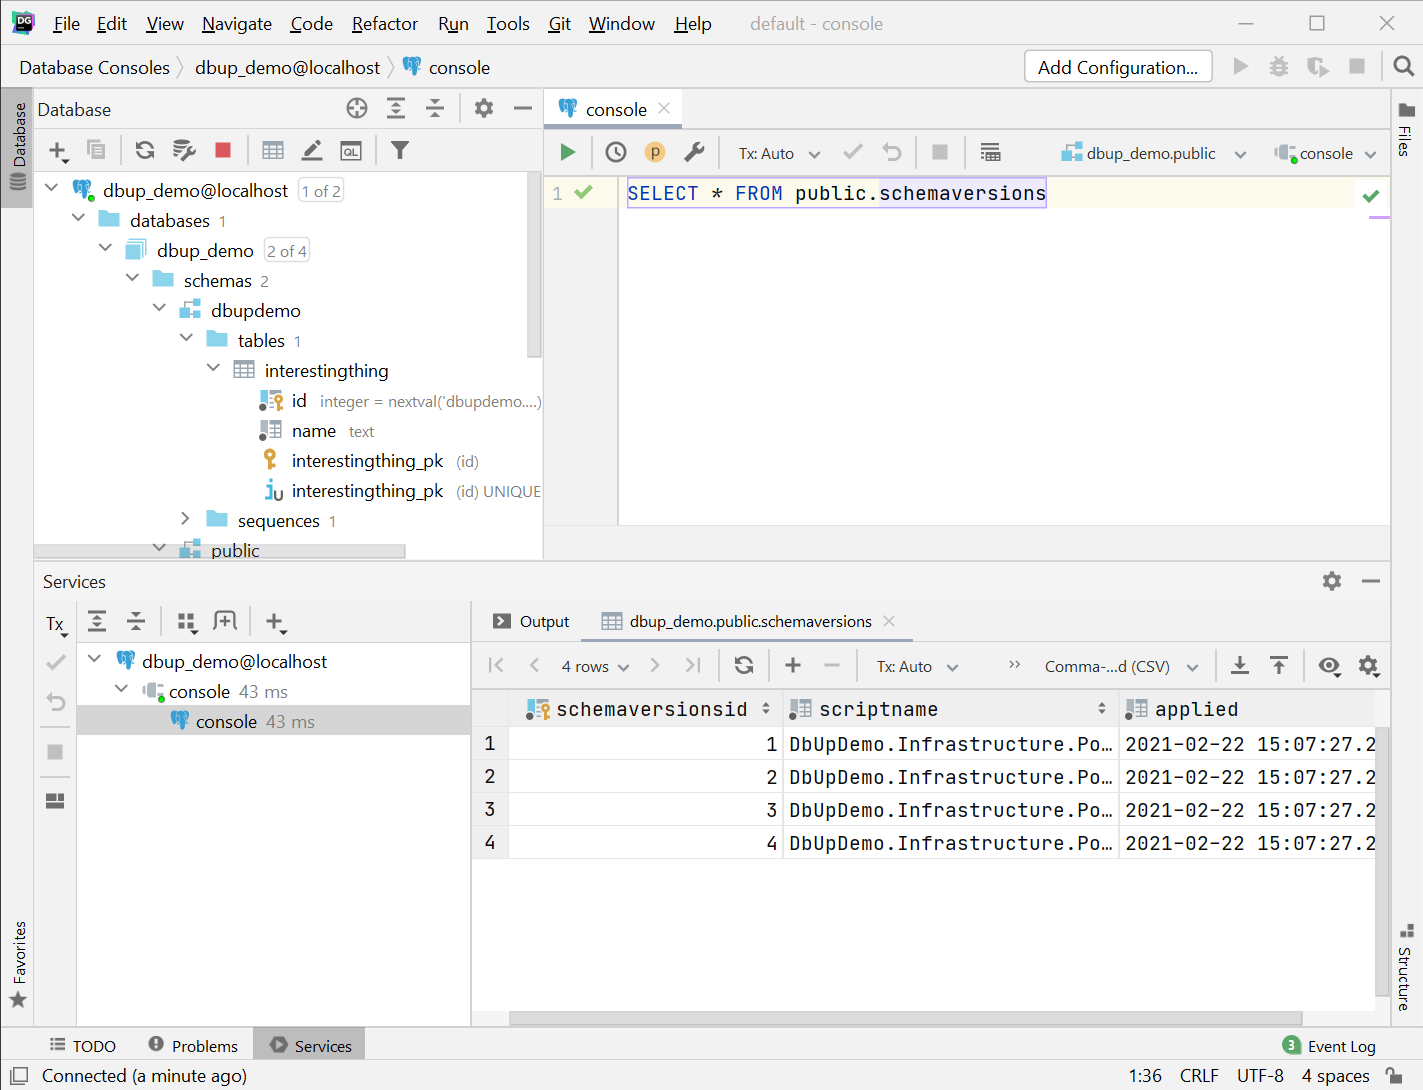 DG File Edit View Navigate Code Refactor Run Tools Git Window Help default - console
Database Consoles dbup_demo@localhost console Add Configuration...
Database
Database
console
Files
QL
p Tx: Auto dbup_demo.public console
dbup_demo@localhost 1 of 2
databases 1
dbup_demo 2 of 4
schemas 2
dbupdemo
tables 1
interestingthing
id integer = nextval('dbupdemo....)
name text
interestingthing_pk (id)
interestingthing_pk (id) UNIQUE
sequences 1
public
1 SELECT * FROM public.schemaversions
Services
Tx
dbup_demo@localhost
console 43 ms
console 43 ms
Output dbup_demo.public.schemaversions
4 rows Tx: Auto Comma-...d (CSV)
schemaversionsid scriptname applied
1 1 DbUpDemo.Infrastructure.Po... 2021-02-22 15:07:27.2
2 2 DbUpDemo.Infrastructure.Po... 2021-02-22 15:07:27.2
3 3 DbUpDemo.Infrastructure.Po... 2021-02-22 15:07:27.2
4 4 DbUpDemo.Infrastructure.Po... 2021-02-22 15:07:27.2
Favorites
Structure
TODO Problems Services 3 Event Log
Connected (a minute ago) 1:36 CRLF UTF-8 4 spaces